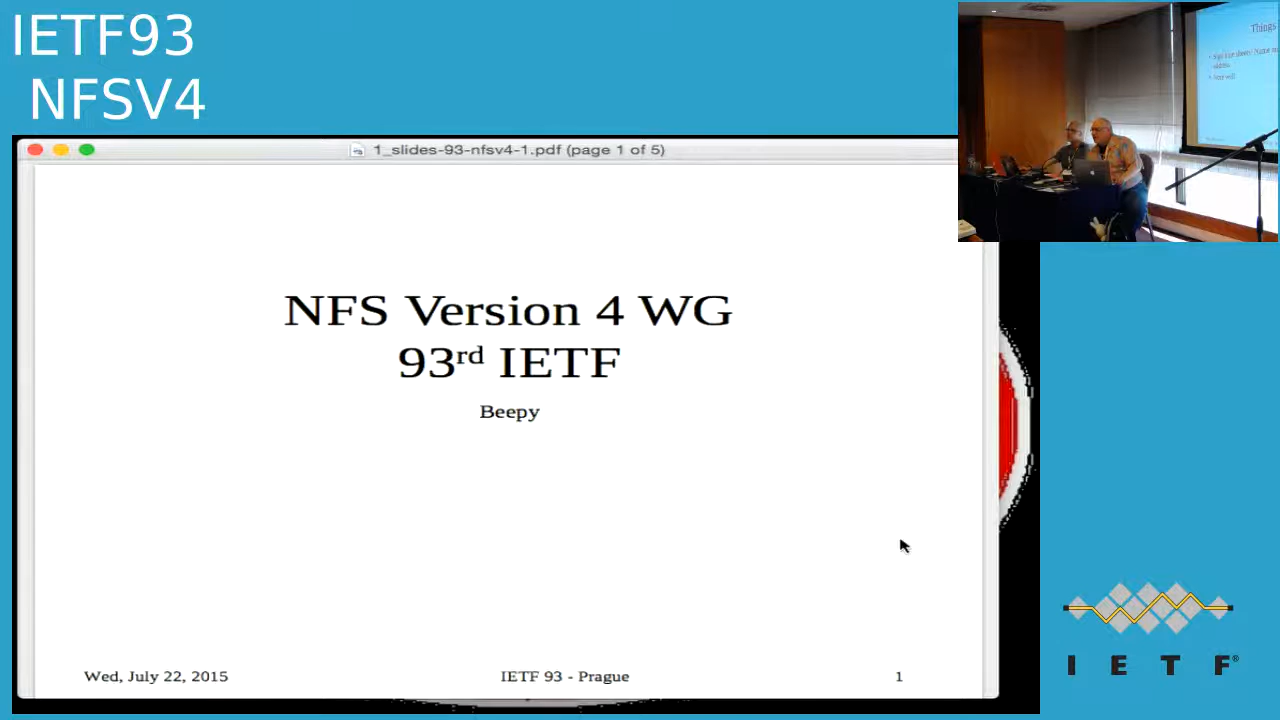 IETF93
NFSV4
1_slides-93-nfsv4-1.pdf (page 1 of 5)
Things
NFS Version 4 WG
93rd IETF
Beepy
Wed, July 22, 2015
IETF 93 - Prague
1
I E T F®